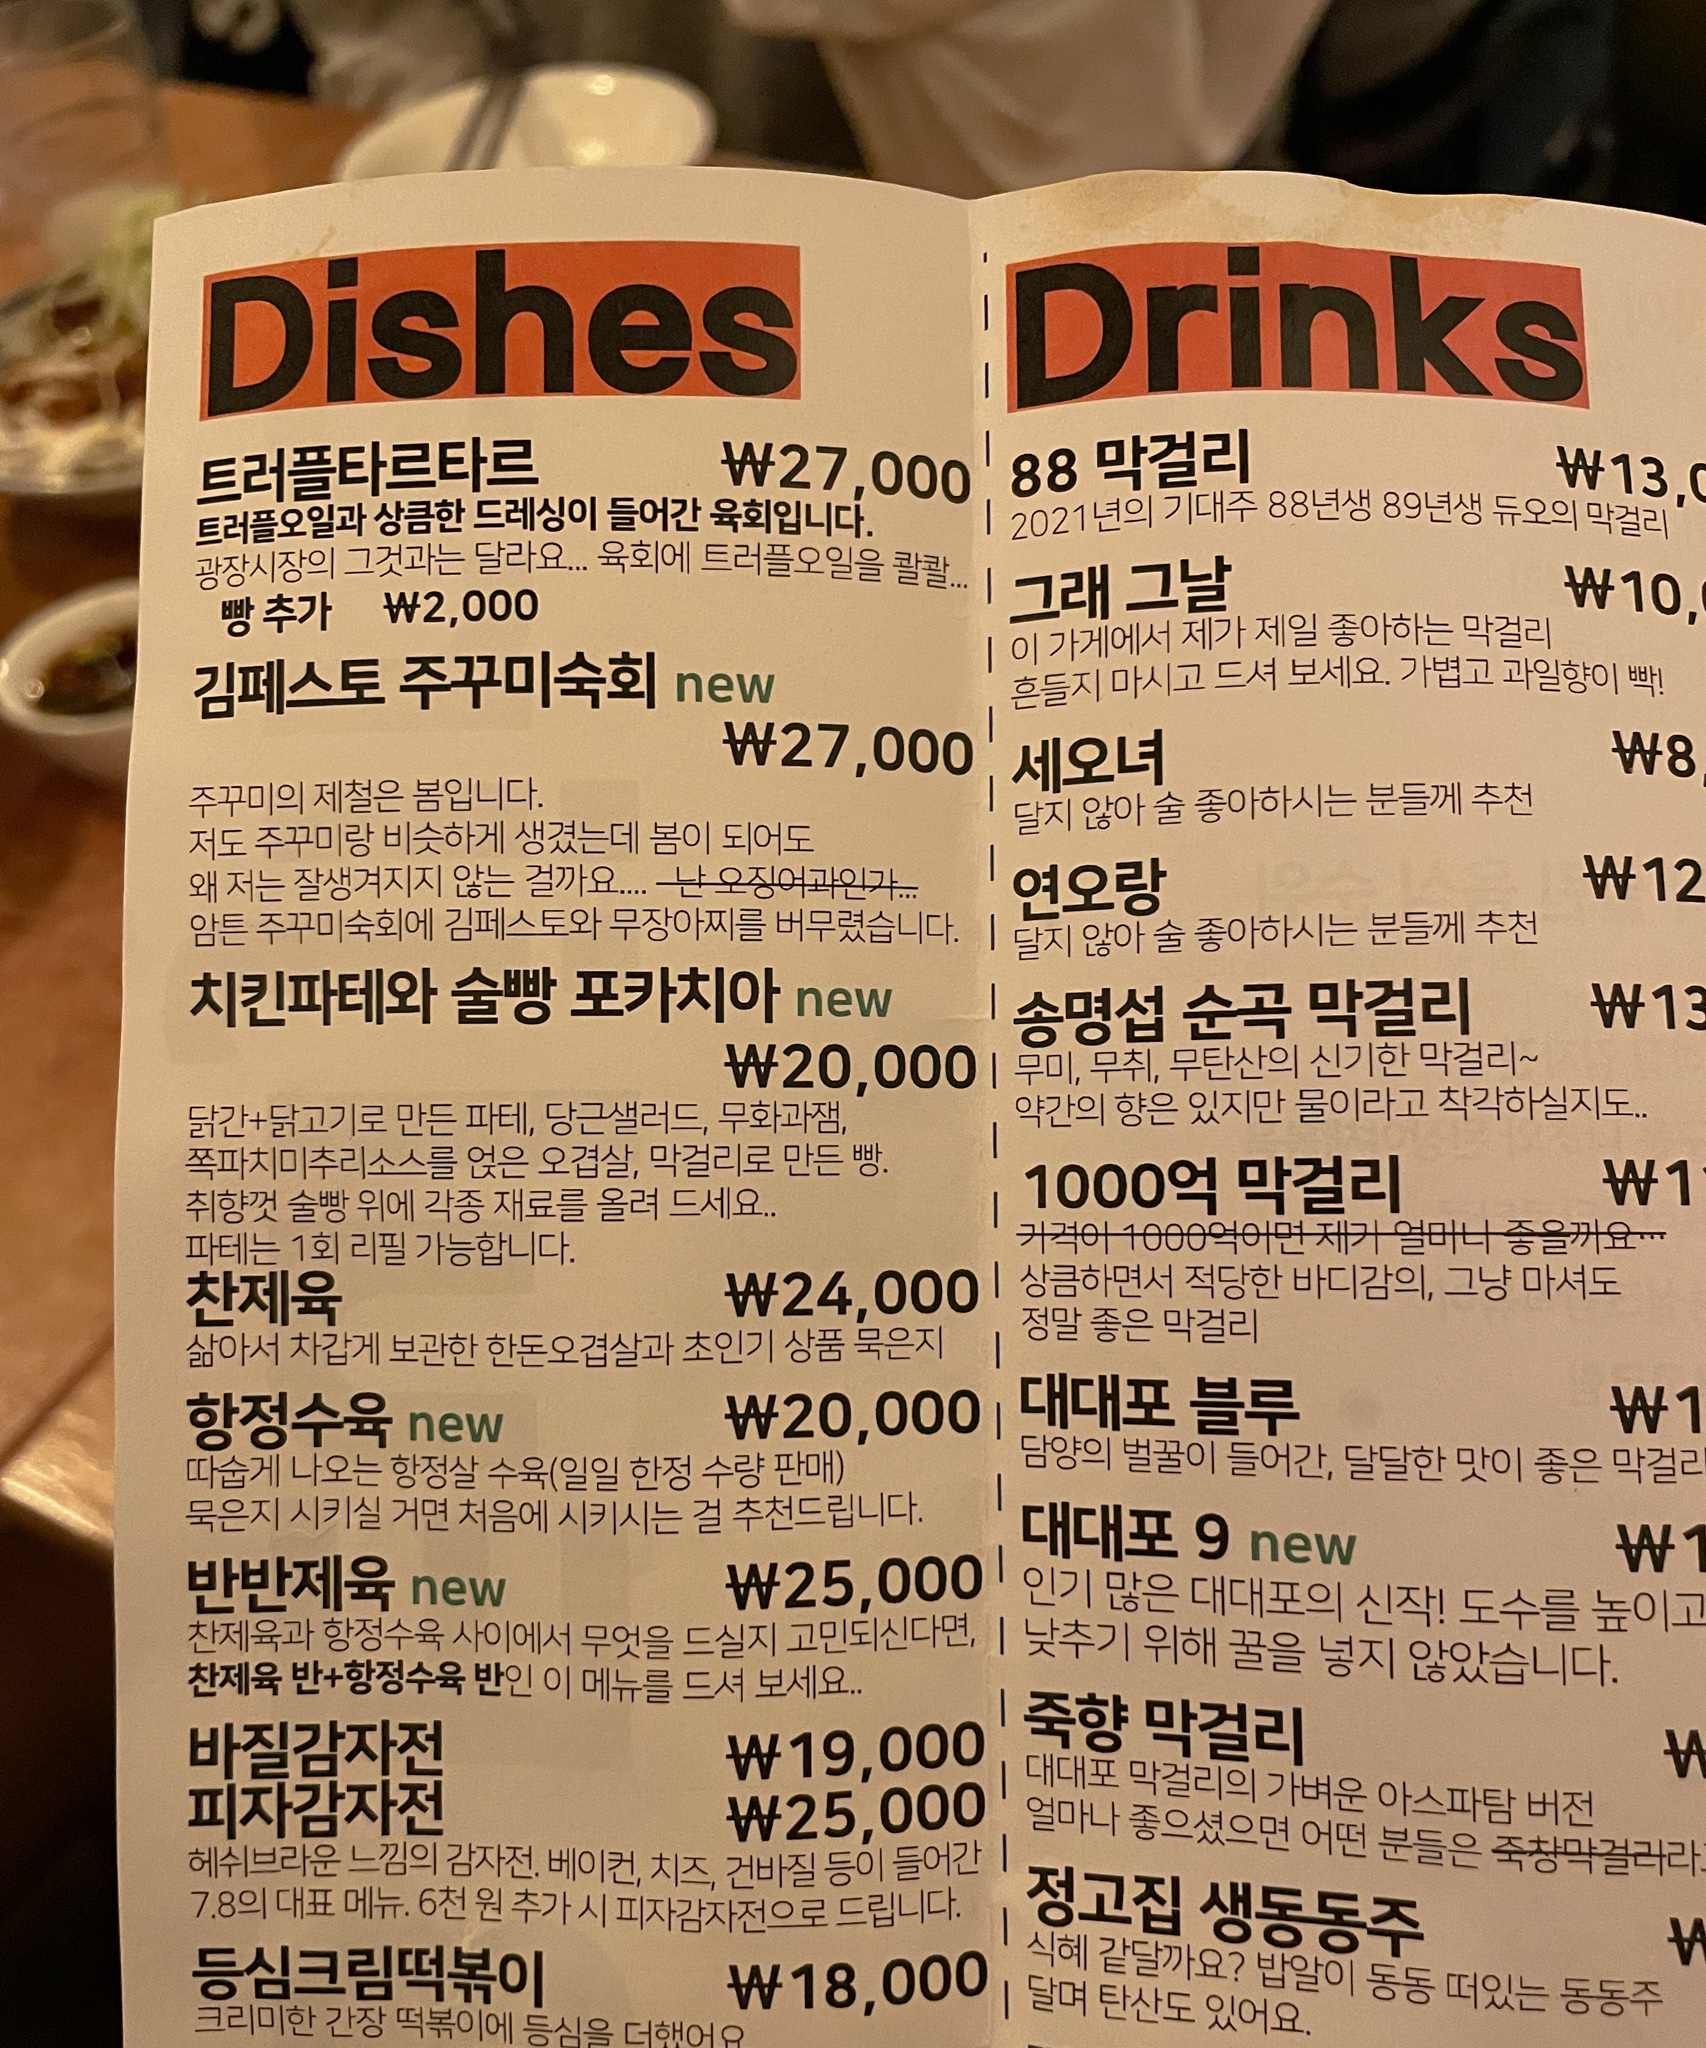 Dishes
트러플타르타르 ₩27,000
트러플오일과 상큼한 드레싱이 들어간 육회입니다.
광장시장의 그것과는 달라요... 육회에 트러플오일을 콸콸...
빵 추가 ₩2,000
김페스토 주꾸미숙회 new
₩27,000
주꾸미의 제철은 봄입니다.
저도 주꾸미랑 비슷하게 생겼는데 봄이 되어도
왜 저는 잘생겨지지 않는 걸까요.... 난 오징어과인가...
암튼 주꾸미숙회에 김페스토와 무장아찌를 버무렸습니다.
치킨파테와 술빵 포카치아 new
₩20,000
닭간+닭고기로 만든 파테, 당근샐러드, 무화과잼,
쪽파치미추리소스를 얹은 오겹살, 막걸리로 만든 빵.
취향껏 술빵 위에 각종 재료를 올려 드세요..
파테는 1회 리필 가능합니다.
찬제육 ₩24,000
삶아서 차갑게 보관한 한돈오겹살과 초인기 상품 묵은지
항정수육 new ₩20,000
따숩게 나오는 항정살 수육(일일 한정 수량 판매)
묵은지 시키실 거면 처음에 시키시는 걸 추천드립니다.
반반제육 new ₩25,000
찬제육과 항정수육 사이에서 무엇을 드실지 고민되신다면,
찬제육 반+항정수육 반인 이 메뉴를 드셔 보세요..
바질감자전 ₩19,000
피자감자전 ₩25,000
헤쉬브라운 느낌의 감자전. 베이컨, 치즈, 건바질 등이 들어간
7.8의 대표 메뉴. 6천 원 추가 시 피자감자전으로 드립니다.
등심크림떡볶이 ₩18,000
크리미한 간장 떡볶이에 등심을 더했어요
Drinks
88 막걸리 ₩13,0
2021년의 기대주 88년생 89년생 듀오의 막걸리
그래 그날 ₩10,
이 가게에서 제가 제일 좋아하는 막걸리
흔들지 마시고 드셔 보세요. 가볍고 과일향이 빡!
세오녀 ₩8,
달지 않아 술 좋아하시는 분들께 추천
연오랑 ₩12
달지 않아 술 좋아하시는 분들께 추천
송명섭 순곡 막걸리 ₩13
무미, 무취, 무탄산의 신기한 막걸리~
약간의 향은 있지만 물이라고 착각하실지도..
1000억 막걸리 ₩1
가격이 1000억이면 제가 얼마나 좋을까요...
상큼하면서 적당한 바디감의, 그냥 마셔도
정말 좋은 막걸리
대대포 블루 ₩1
담양의 벌꿀이 들어간, 달달한 맛이 좋은 막걸리
대대포 9 new ₩1
인기 많은 대대포의 신작! 도수를 높이고
낮추기 위해 꿀을 넣지 않았습니다.
죽향 막걸리 ₩
대대포 막걸리의 가벼운 아스파탐 버전
얼마나 좋으셨으면 어떤 분들은 죽창막걸리라
정고집 생동동주 ₩
식혜 같달까요? 밥알이 동동 떠있는 동동주
달며 탄산도 있어요.